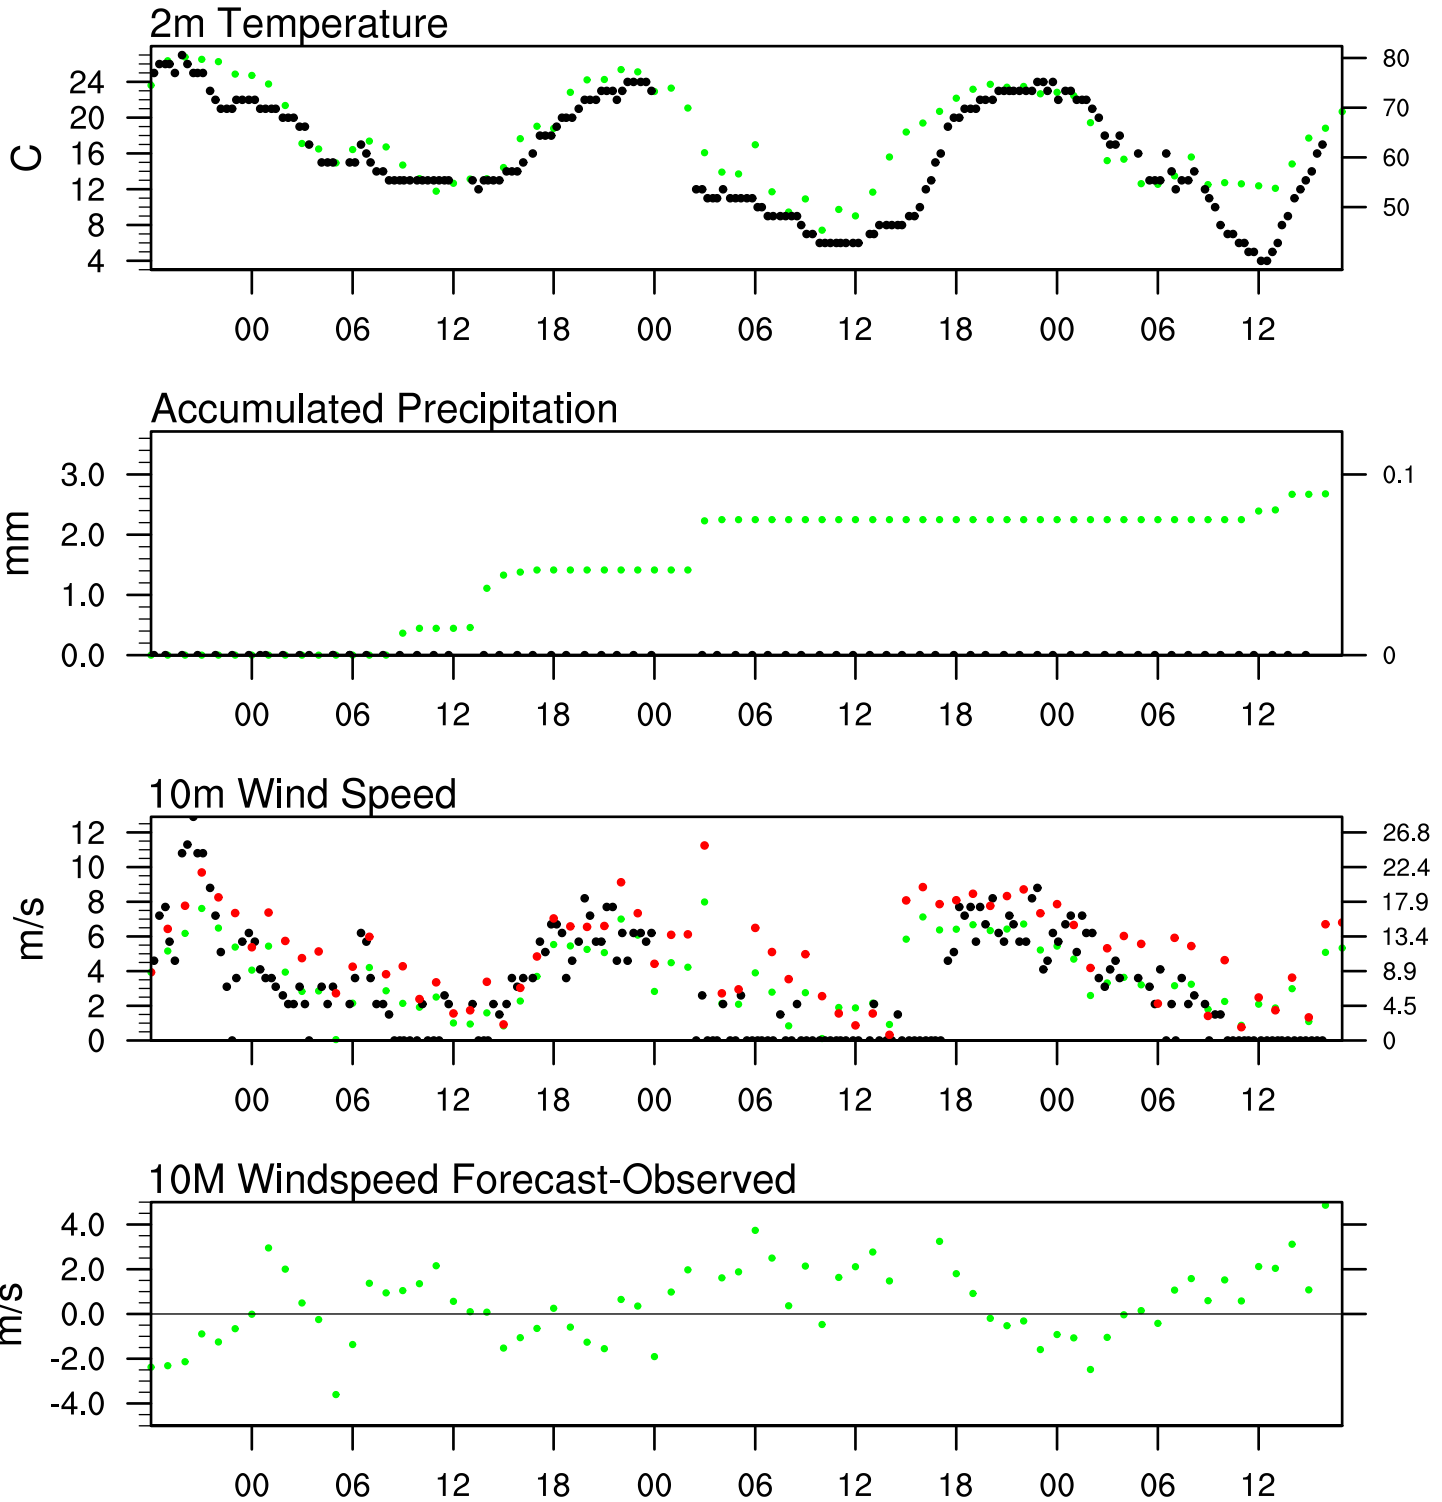 2m Temperature
C
24
20
16
12
8
4
80
70
60
50
00 06 12 18 00 06 12 18 00 06 12
Accumulated Precipitation
mm
3.0
2.0
1.0
0.0
0.1
0
00 06 12 18 00 06 12 18 00 06 12
10m Wind Speed
m/s
12
10
8
6
4
2
0
26.8
22.4
17.9
13.4
8.9
4.5
0
00 06 12 18 00 06 12 18 00 06 12
10M Windspeed Forecast-Observed
m/s
4.0
2.0
0.0
-2.0
-4.0
00 06 12 18 00 06 12 18 00 06 12